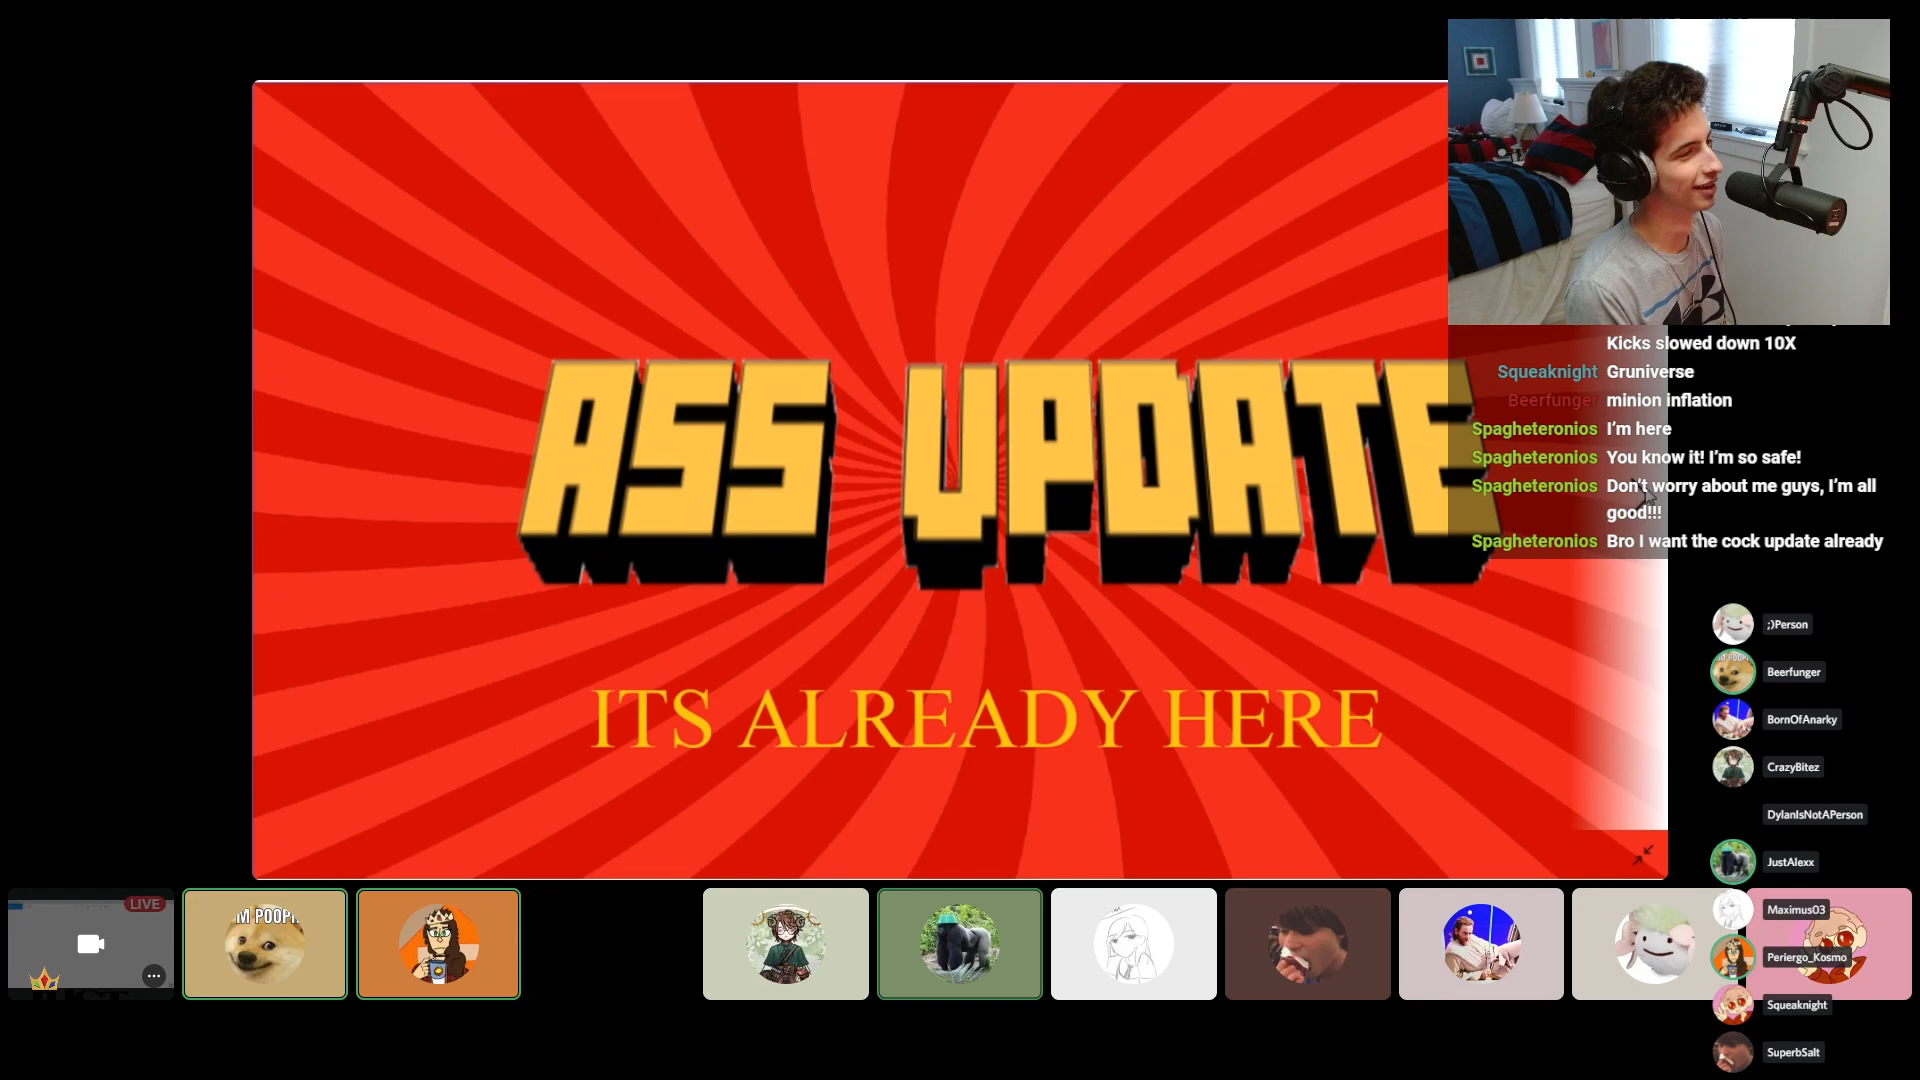 ASS UPDATE
ITS ALREADY HERE
Kicks slowed down 10X
Squeaknight Gruniverse
Beerfunger minion inflation
Spagheteronios I'm here
Spagheteronios You know it! I'm so safe!
Spagheteronios Don't worry about me guys, I'm all
good!!!
Spagheteronios Bro I want the cock update already
;)Person
Beerfunger
BornOfAnarky
CrazyBitez
DylanIsNotAPerson
JustAlexx
Maximus03
Periergo_Kosmo
Squeaknight
SuperbSalt
LIVE